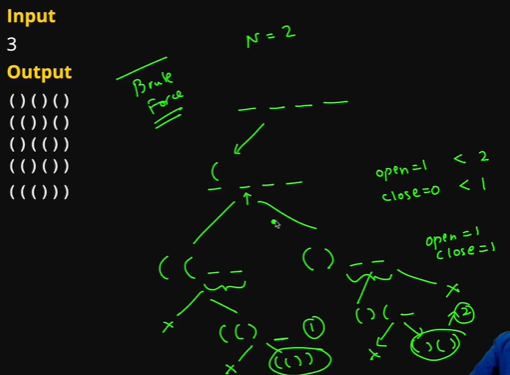 Input
3
Output
()()()
(())()
()(())
(()())
((()))
N = 2
Brute
Force
_ _ _ _
( _ _ _
open=1 < 2
close=0 < 1
open=1
close=1
( ( _ _
( ) _ _
x
(() _ ①
x
(())
()( _
x
②
x
()()